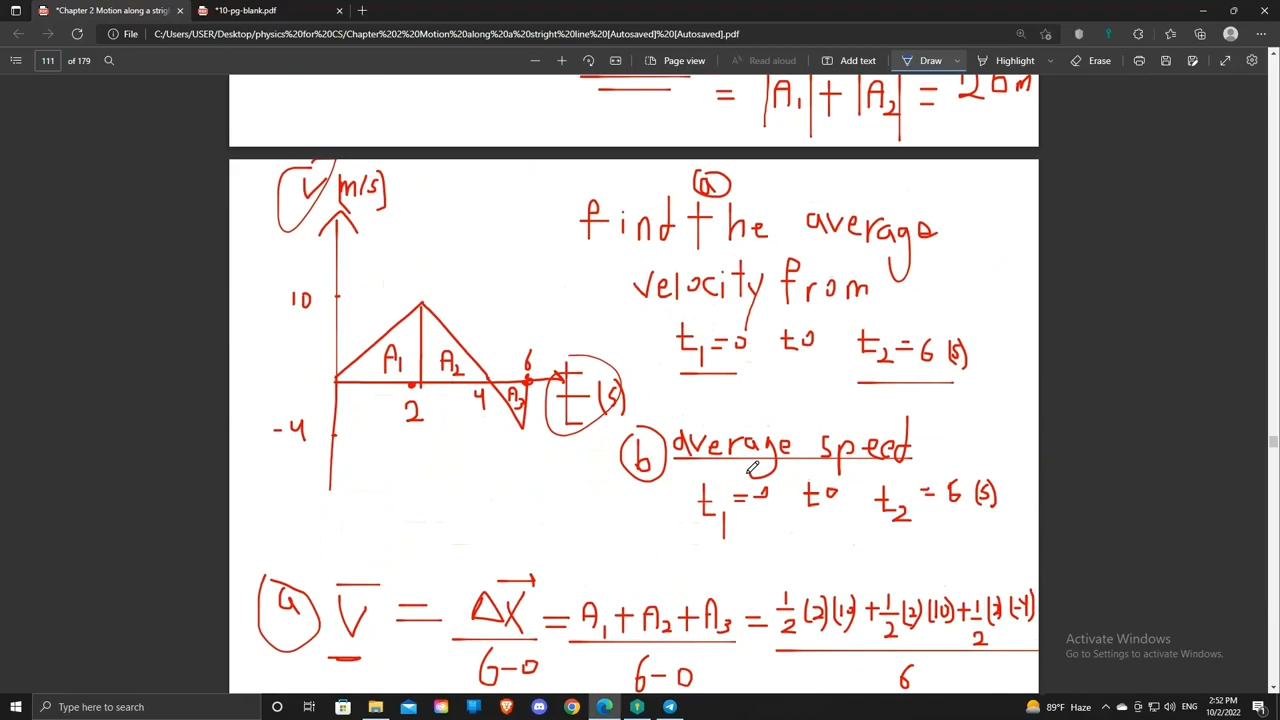 *Chapter 2 Motion along a strigh
*10-pg-blank.pdf
File
C:/Users/USER/Desktop/physics%20for%20CS/Chapter%202%20Motion%20along%20a%20stright%20line%20[Autosaved]%20[Autosaved].pdf
111 of 179
Page view
Read aloud
Add text
Draw
Highlight
Erase
= |A1| + |A2| = 20m
V [m/s]
10
-4
A1 A2 A3
2 4 6
t (s)
(a)
find the average
velocity from
t1 = 0 to t2 = 6 (s)
(b) average speed
t1 = 0 to t2 = 6 (s)
(a) V = ΔX / 6-0 = A1 + A2 + A3 / 6-0 = 1/2 (2)(10) + 1/2 (2)(10) + 1/2 (2)(-4) / 6
Activate Windows
Go to Settings to activate Windows.
Type here to search
89°F Haze
ENG
2:52 PM
10/2/2022